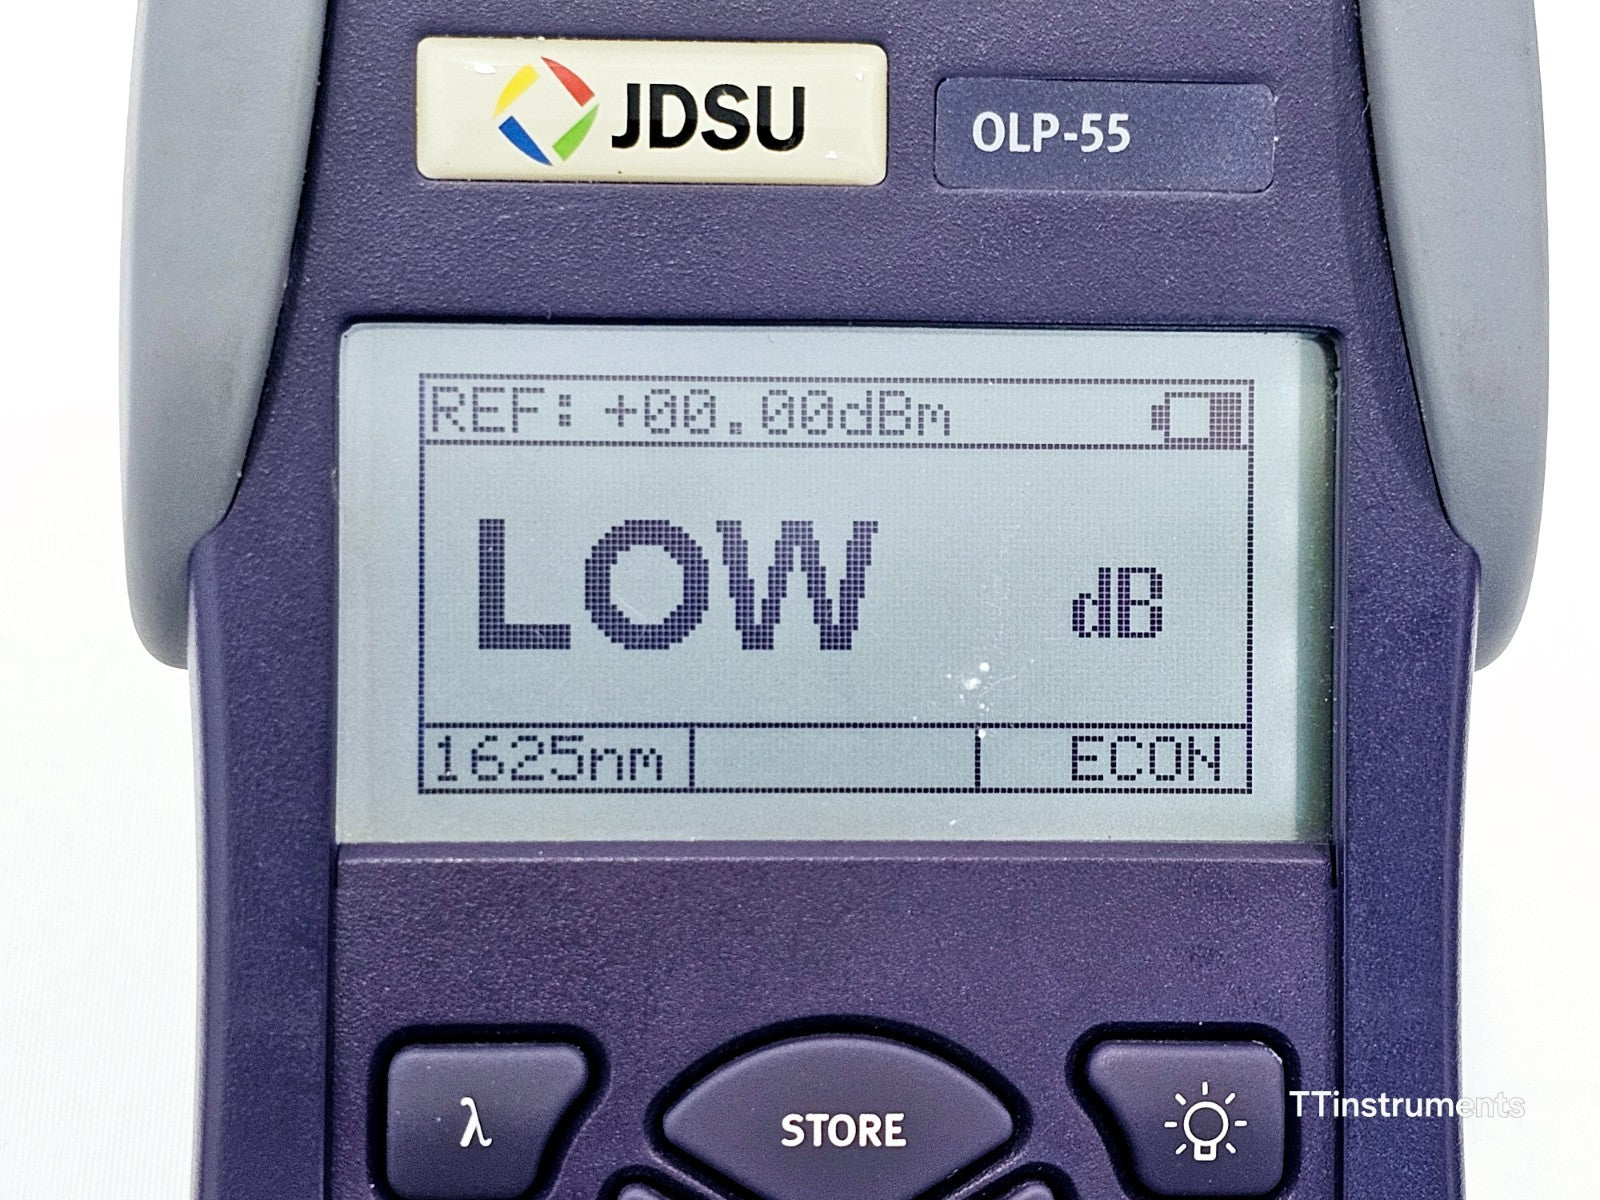 JDSU
OLP-55
REF: +00.00dBm
LOW dB
1625nm ECON
λ STORE
TTinstruments